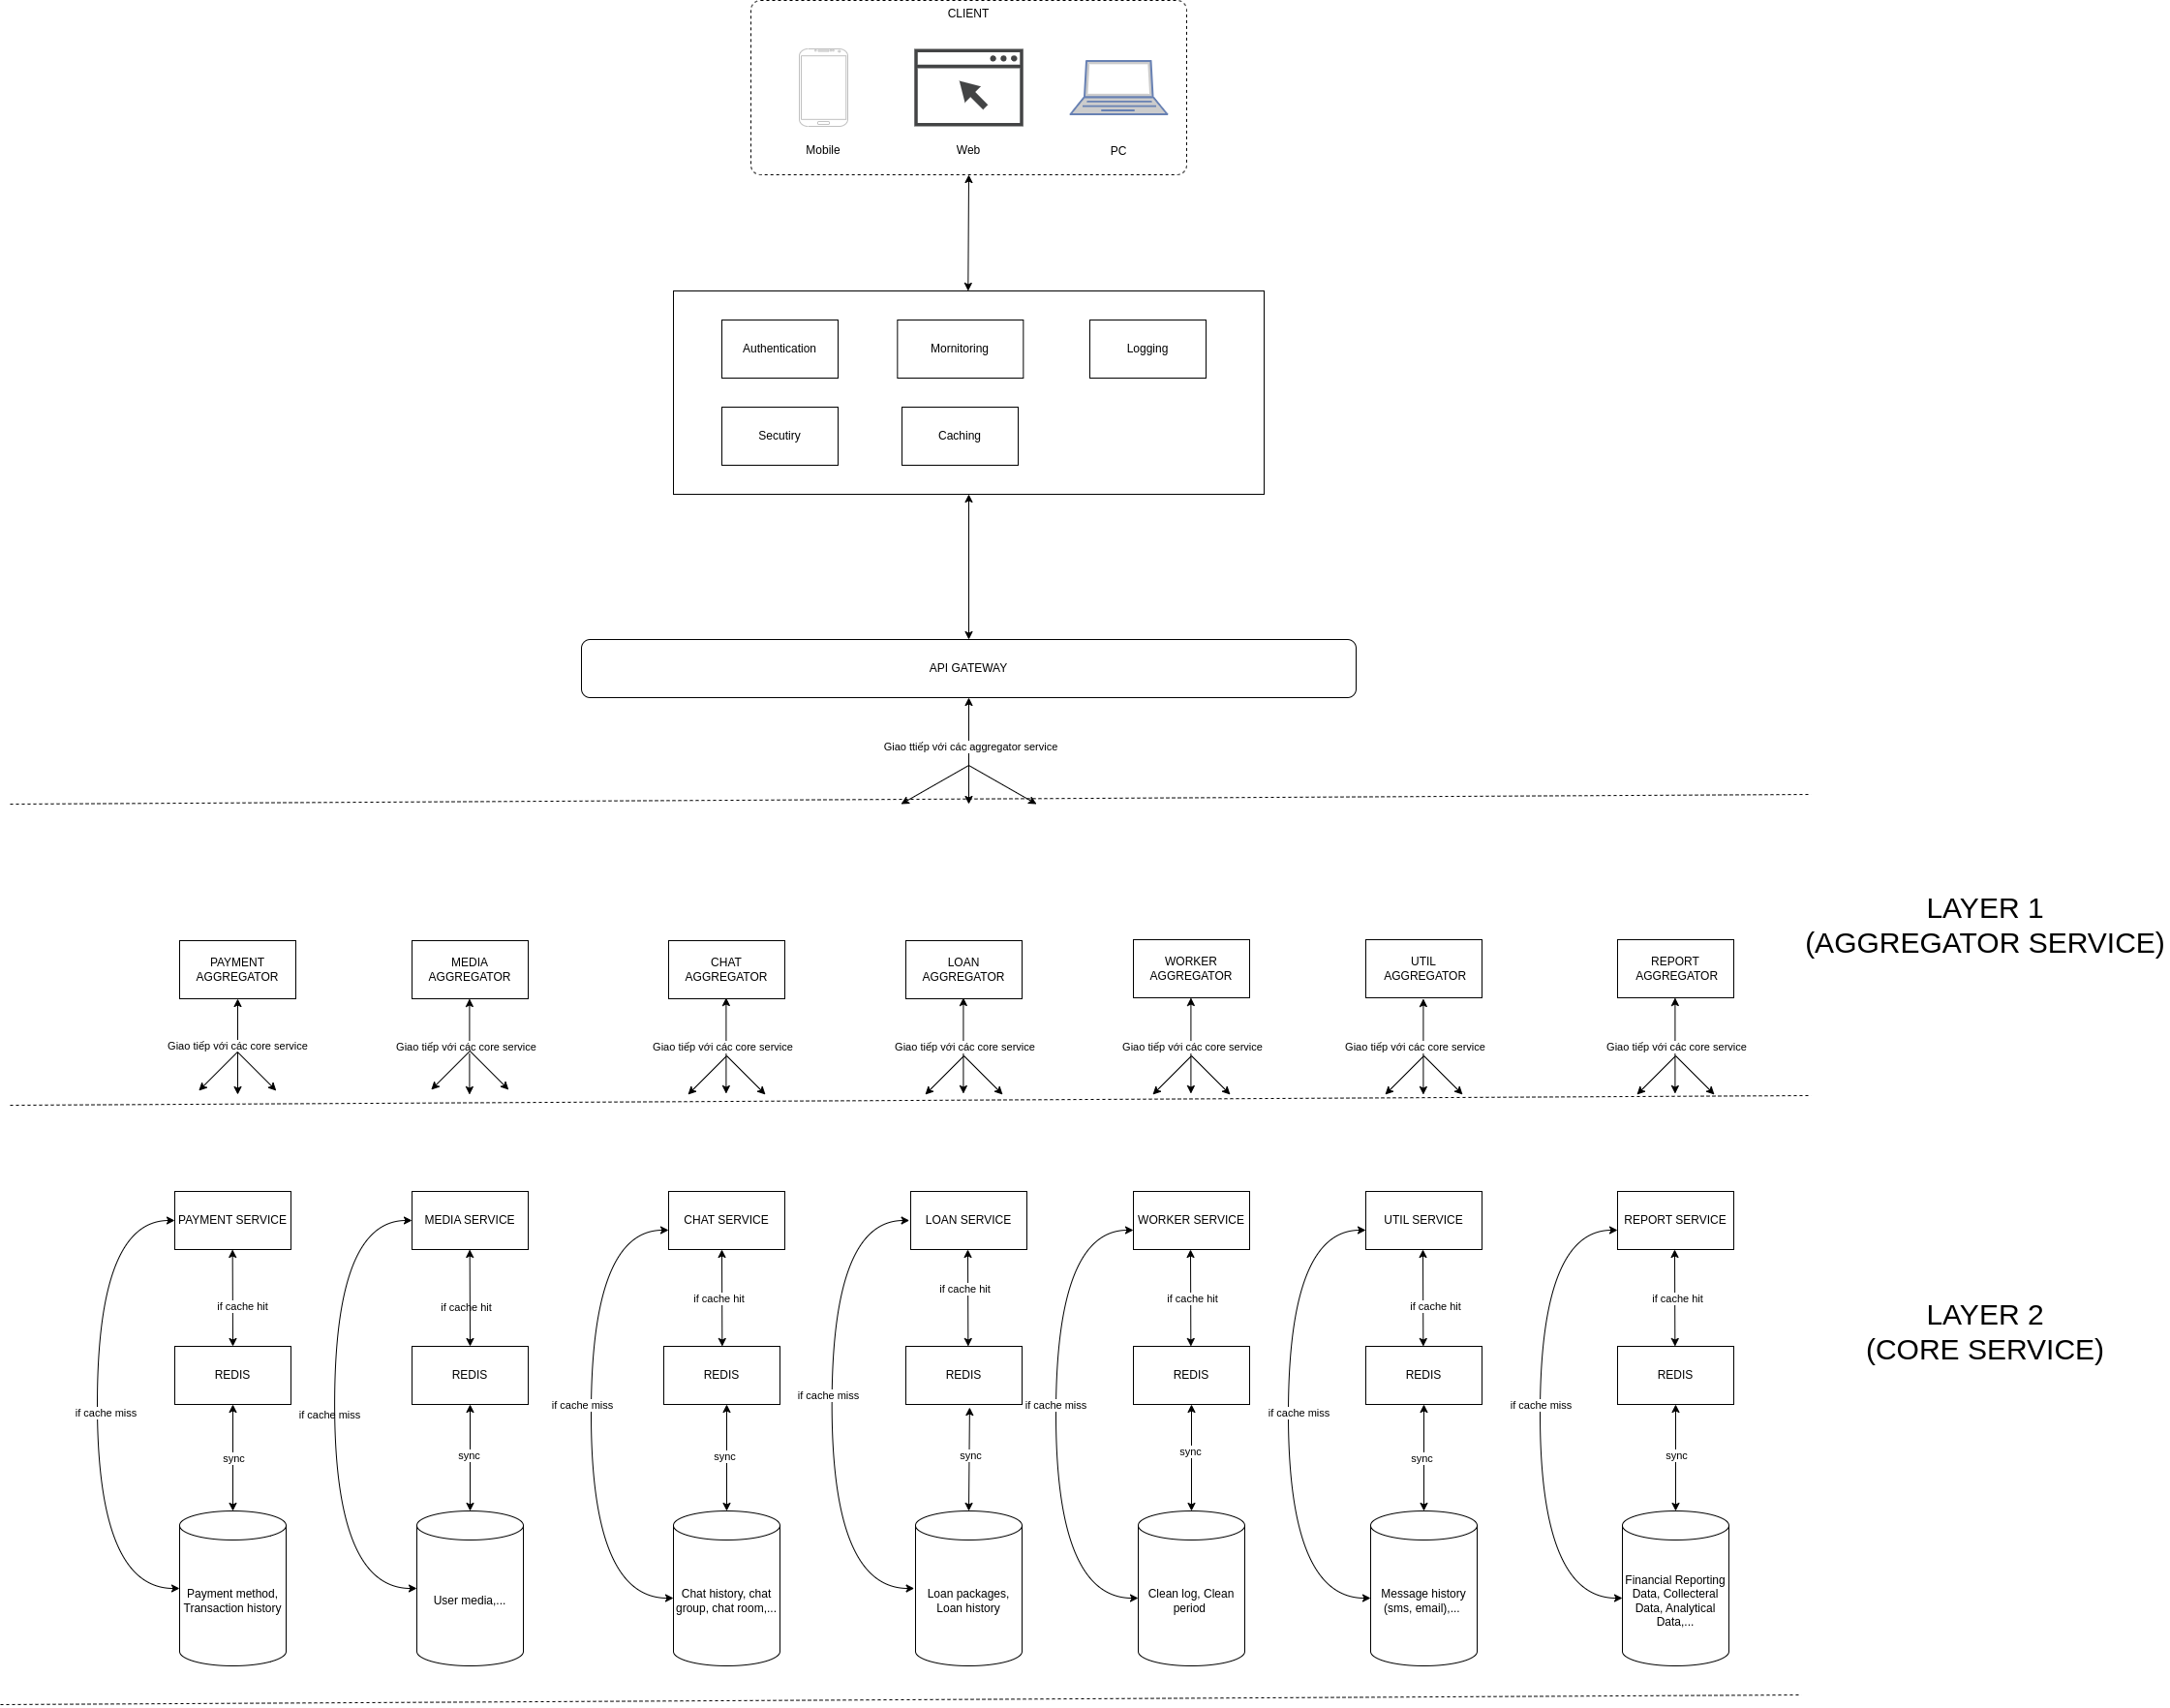 CLIENT
Mobile
Web
PC
Authentication
Mornitoring
Logging
Secutiry
Caching
API GATEWAY
Giao ttiếp với các aggregator service
LAYER 1
(AGGREGATOR SERVICE)
PAYMENT
AGGREGATOR
MEDIA
AGGREGATOR
CHAT
AGGREGATOR
LOAN
AGGREGATOR
WORKER
AGGREGATOR
UTIL
AGGREGATOR
REPORT
AGGREGATOR
Giao tiếp với các core service
Giao tiếp với các core service
Giao tiếp với các core service
Giao tiếp với các core service
Giao tiếp với các core service
Giao tiếp với các core service
Giao tiếp với các core service
PAYMENT SERVICE
MEDIA SERVICE
CHAT SERVICE
LOAN SERVICE
WORKER SERVICE
UTIL SERVICE
REPORT SERVICE
if cache hit
if cache hit
if cache hit
if cache hit
if cache hit
if cache hit
if cache hit
LAYER 2
(CORE SERVICE)
REDIS
REDIS
REDIS
REDIS
REDIS
REDIS
REDIS
if cache miss
if cache miss
if cache miss
if cache miss
if cache miss
if cache miss
if cache miss
sync
sync
sync
sync
sync
sync
sync
Payment method,
Transaction history
User media,...
Chat history, chat
group, chat room,...
Loan packages,
Loan history
Clean log, Clean
period
Message history
(sms, email),...
Financial Reporting
Data, Collecteral
Data, Analytical
Data,...